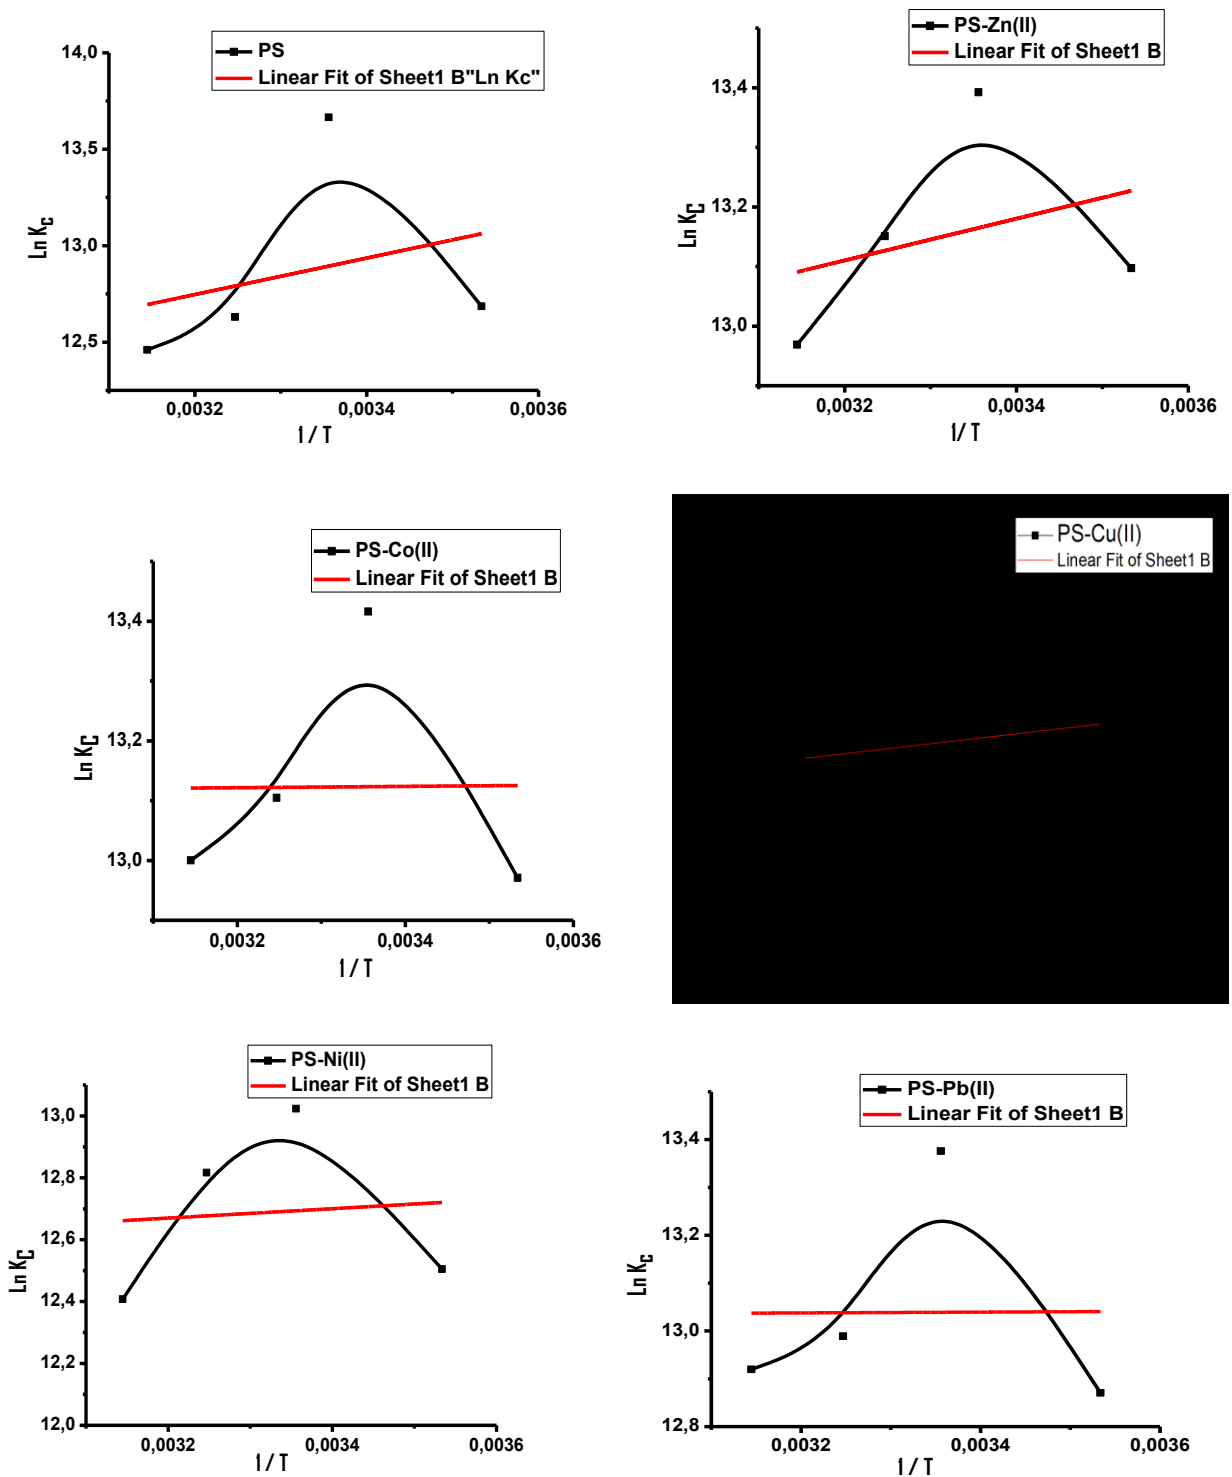 PS
Linear Fit of Sheet1 B"Ln Kc"
14,0
13,5
13,0
12,5
Ln KC
0,0032 0,0034 0,0036
1 / T
PS-Zn(II)
Linear Fit of Sheet1 B
13,4
13,2
13,0
Ln KC
0,0032 0,0034 0,0036
1 / T
PS-Co(II)
Linear Fit of Sheet1 B
13,4
13,2
13,0
Ln KC
0,0032 0,0034 0,0036
1 / T
PS-Cu(II)
Linear Fit of Sheet1 B
PS-Ni(II)
Linear Fit of Sheet1 B
13,0
12,8
12,6
12,4
12,2
12,0
Ln KC
0,0032 0,0034 0,0036
1 / T
PS-Pb(II)
Linear Fit of Sheet1 B
13,4
13,2
13,0
12,8
Ln KC
0,0032 0,0034 0,0036
1 / T